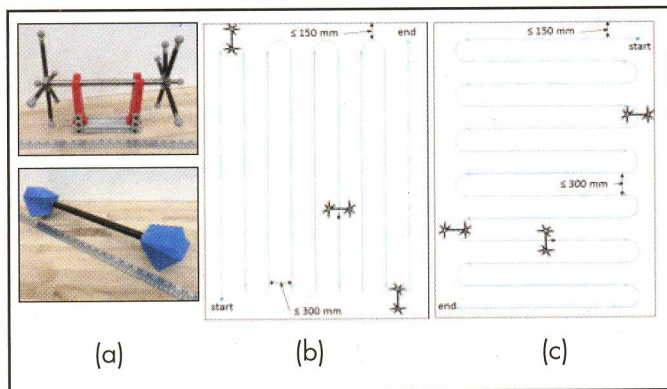 ≤ 150 mm
end
≤ 300 mm
start
≤ 150 mm
start
≤ 300 mm
end
(a)
(b)
(c)